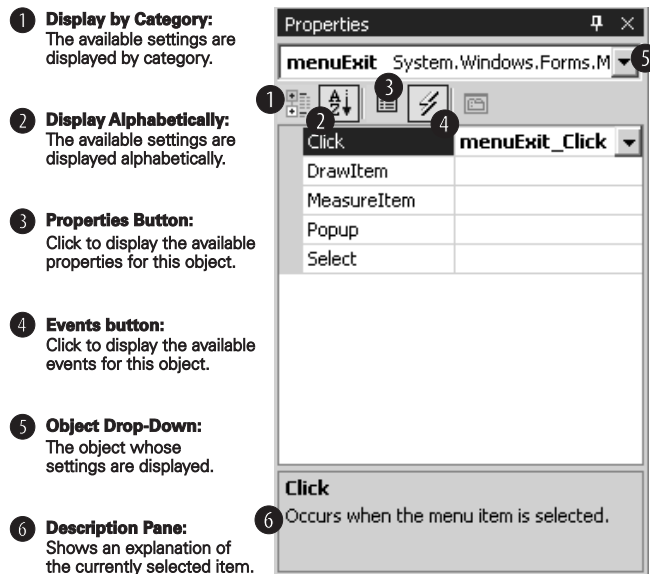 1 Display by Category:
The available settings are
displayed by category.
2 Display Alphabetically:
The available settings are
displayed alphabetically.
3 Properties Button:
Click to display the available
properties for this object.
4 Events button:
Click to display the available
events for this object.
5 Object Drop-Down:
The object whose
settings are displayed.
6 Description Pane:
Shows an explanation of
the currently selected item.
Properties
menuExit System.Windows.Forms.M 5
1 2 3 4
Click menuExit_Click
DrawItem
MeasureItem
Popup
Select
Click
6 Occurs when the menu item is selected.